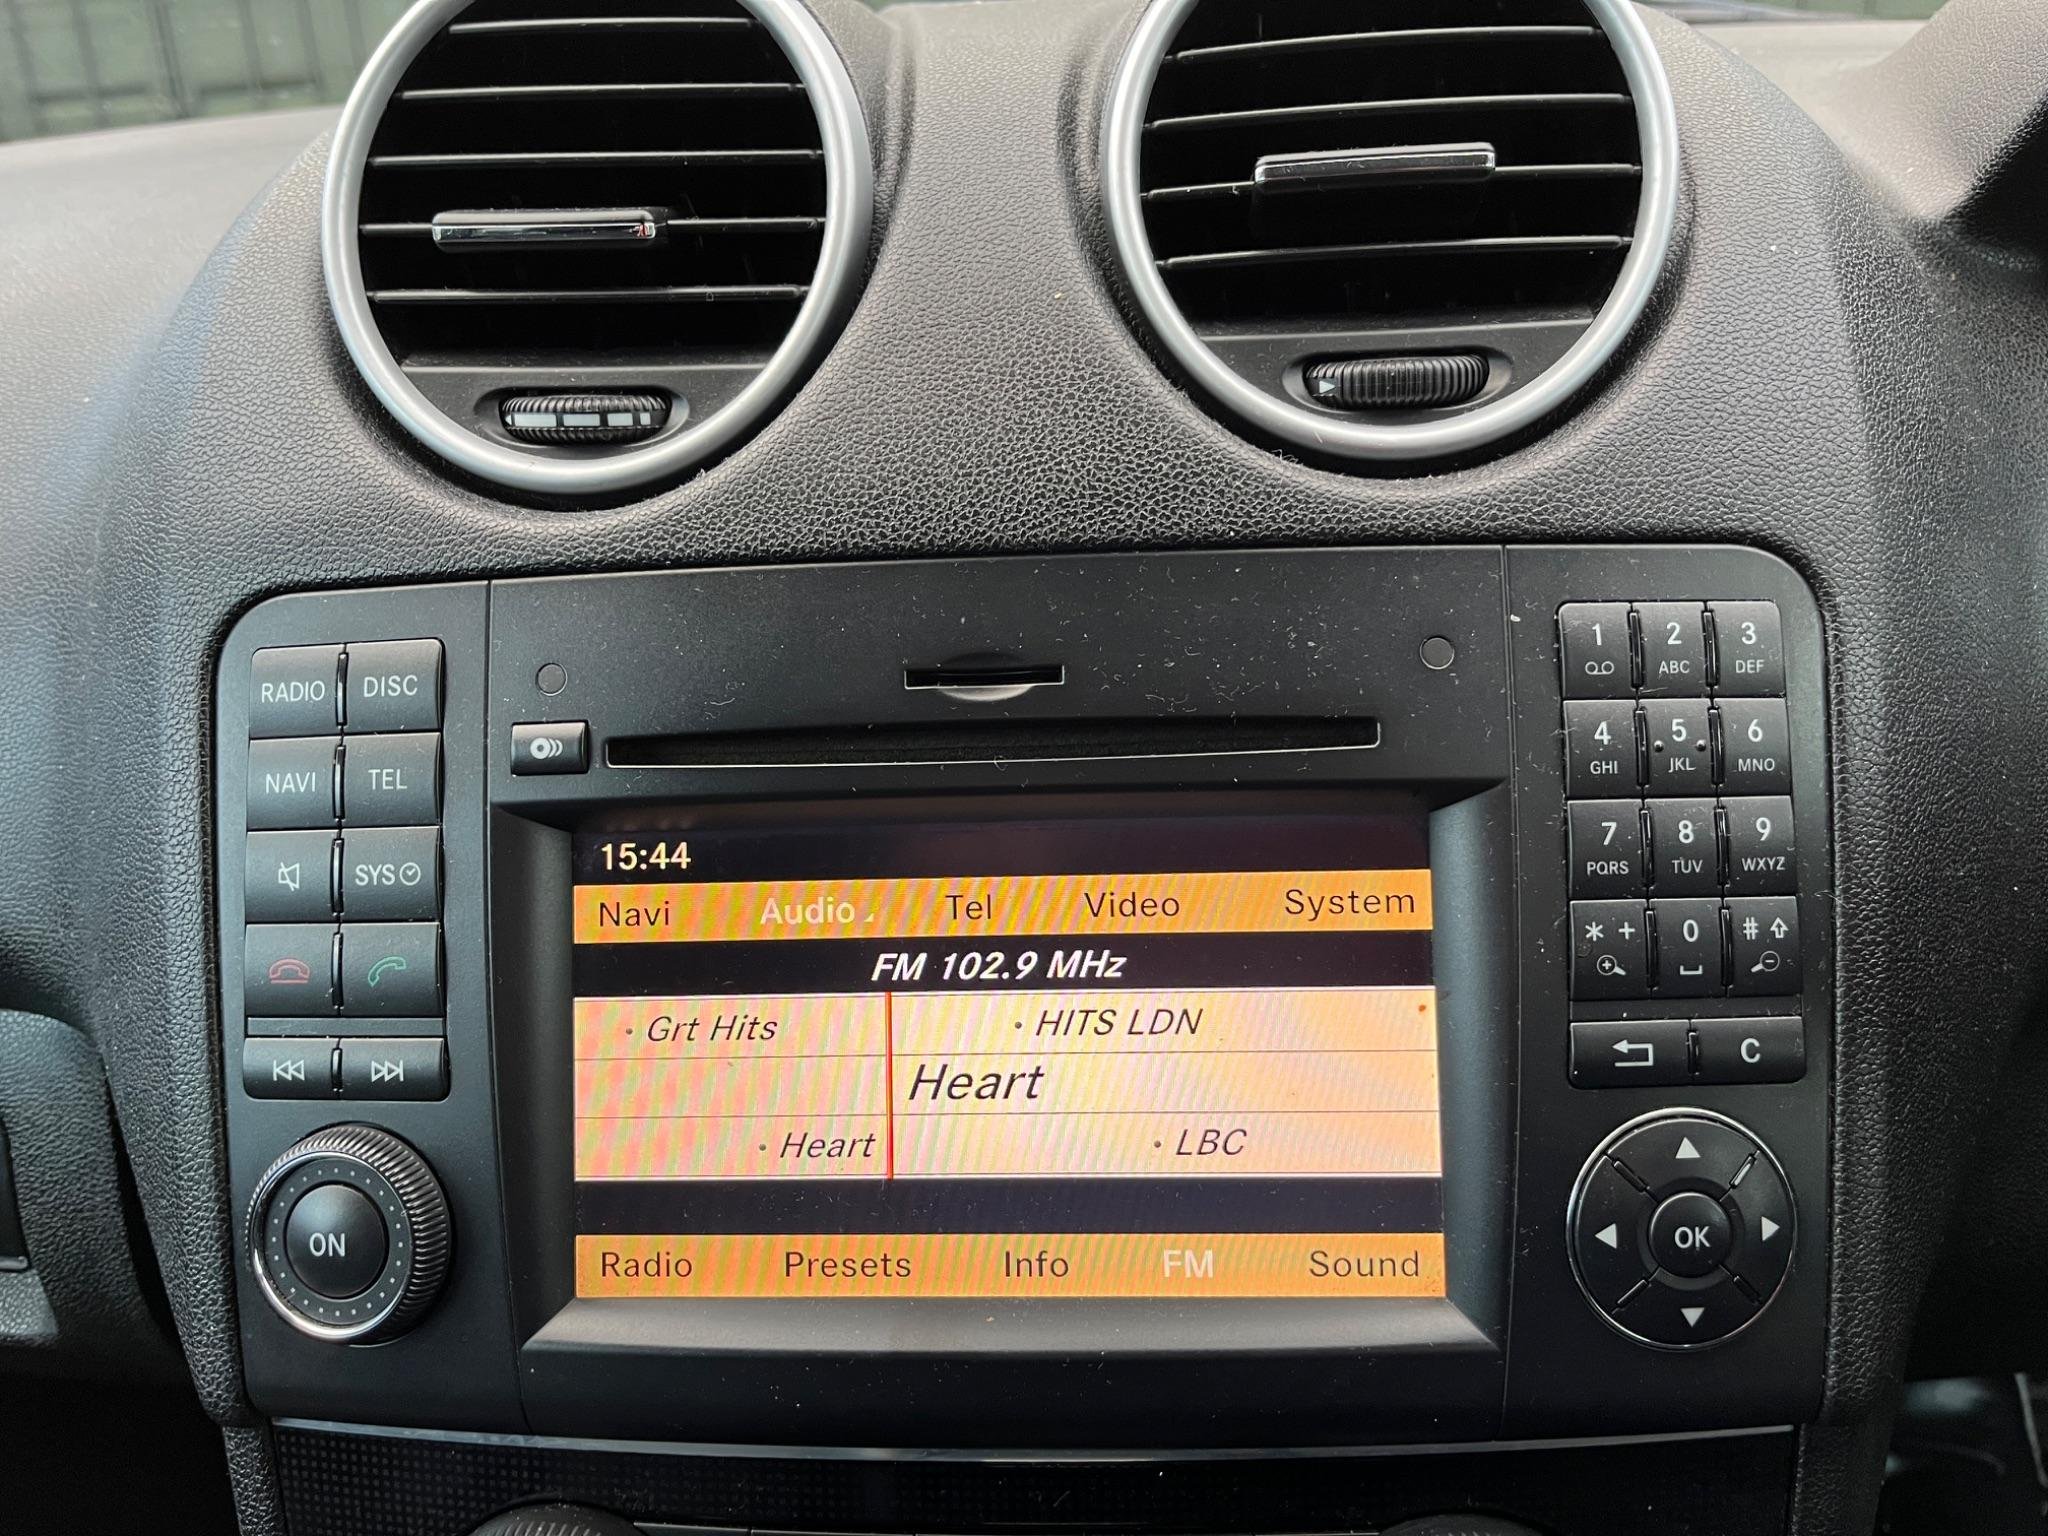 RADIO DISC
NAVI TEL
SYS
ON
15:44
Navi Audio Tel Video System
FM 102.9 MHz
· Grt Hits · HITS LDN
Heart
· Heart · LBC
Radio Presets Info FM Sound
1 2 3
ABC DEF
4 5 6
GHI JKL MNO
7 8 9
PQRS TUV WXYZ
* + 0 #
C
OK